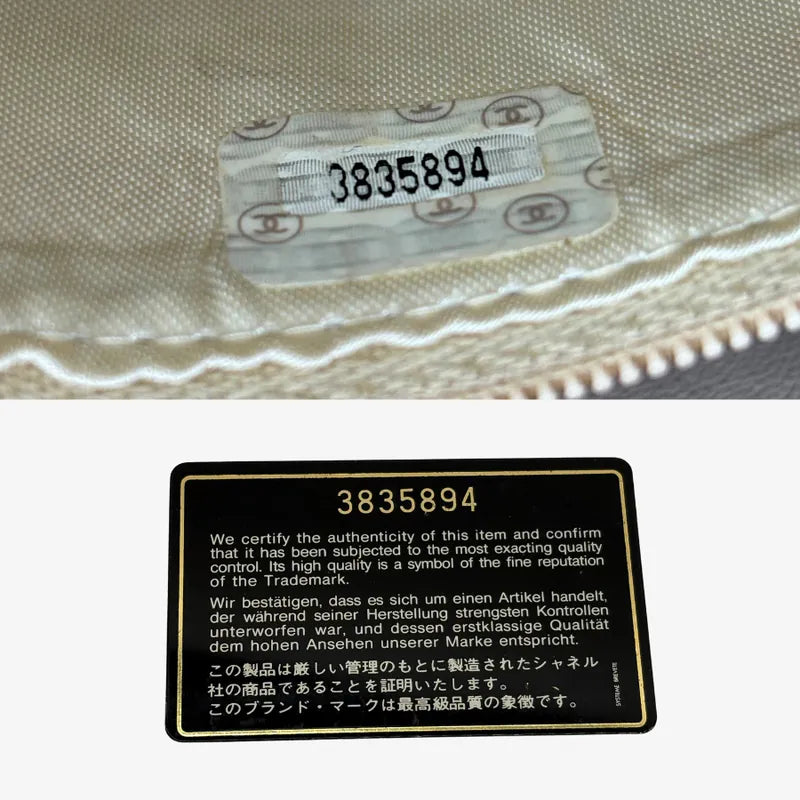 3835894
3835894
We certify the authenticity of this item and confirm
that it has been subjected to the most exacting quality
control. Its high quality is a symbol of the fine reputation
of the Trademark.
Wir bestätigen, dass es sich um einen Artikel handelt,
der während seiner Herstellung strengsten Kontrollen
unterworfen war, und dessen erstklassige Qualität
dem hohen Ansehen unserer Marke entspricht.
この製品は厳しい管理のもとに製造されたシャネル
社の商品であることを証明いたします。
このブランド・マークは最高級品質の象徴です。
SYSTEME BREVETE